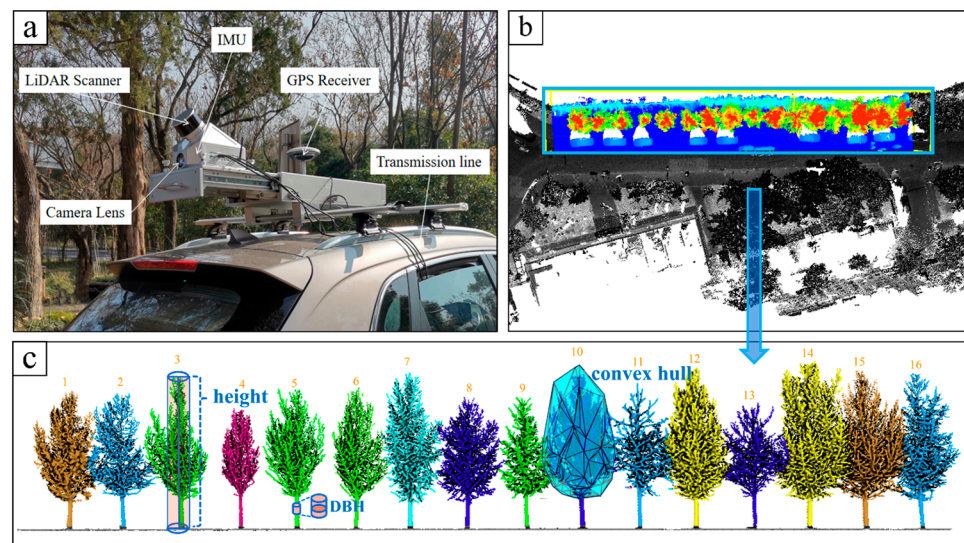 a
IMU
LiDAR Scanner
GPS Receiver
Transmission line
Camera Lens
b
c
1
2
3
4
5
6
7
8
9
10
11
12
13
14
15
16
height
convex hull
DBH